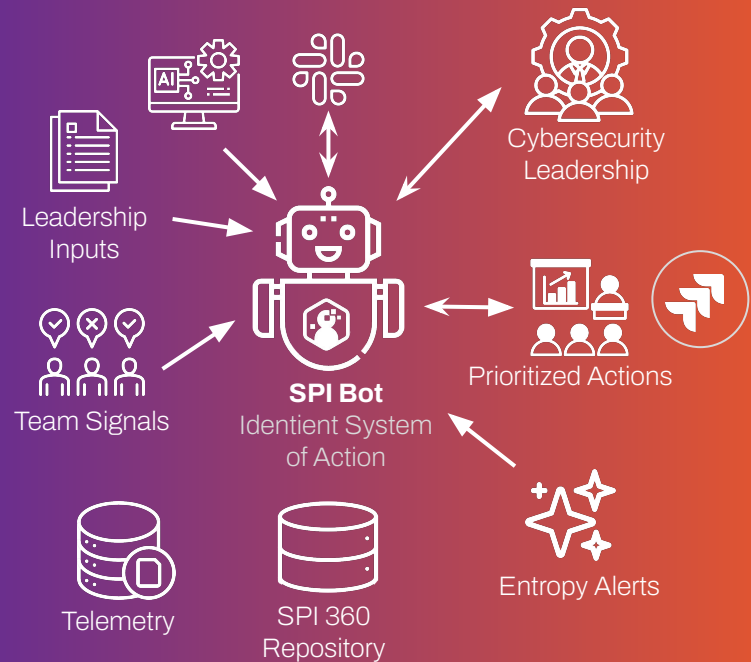 AI
Cybersecurity
Leadership
Leadership
Inputs
Team Signals
SPI Bot
Identient System
of Action
Prioritized Actions
Entropy Alerts
Telemetry
SPI 360
Repository